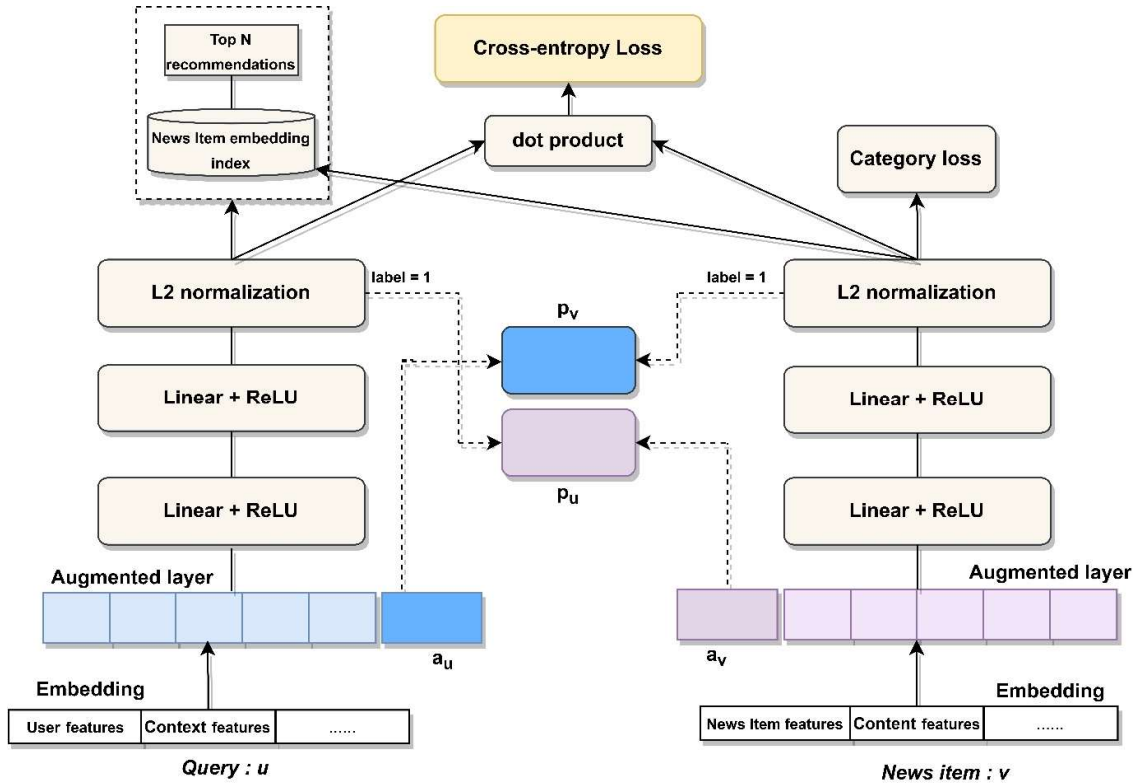 Top N
recommendations
News Item embedding
index
Cross-entropy Loss
dot product
Category loss
L2 normalization
label = 1
label = 1
L2 normalization
p_v
Linear + ReLU
Linear + ReLU
p_u
Linear + ReLU
Linear + ReLU
Augmented layer
Augmented layer
a_u
a_v
Embedding
Embedding
User features
Context features
......
News Item features
Content features
......
Query : u
News item : v